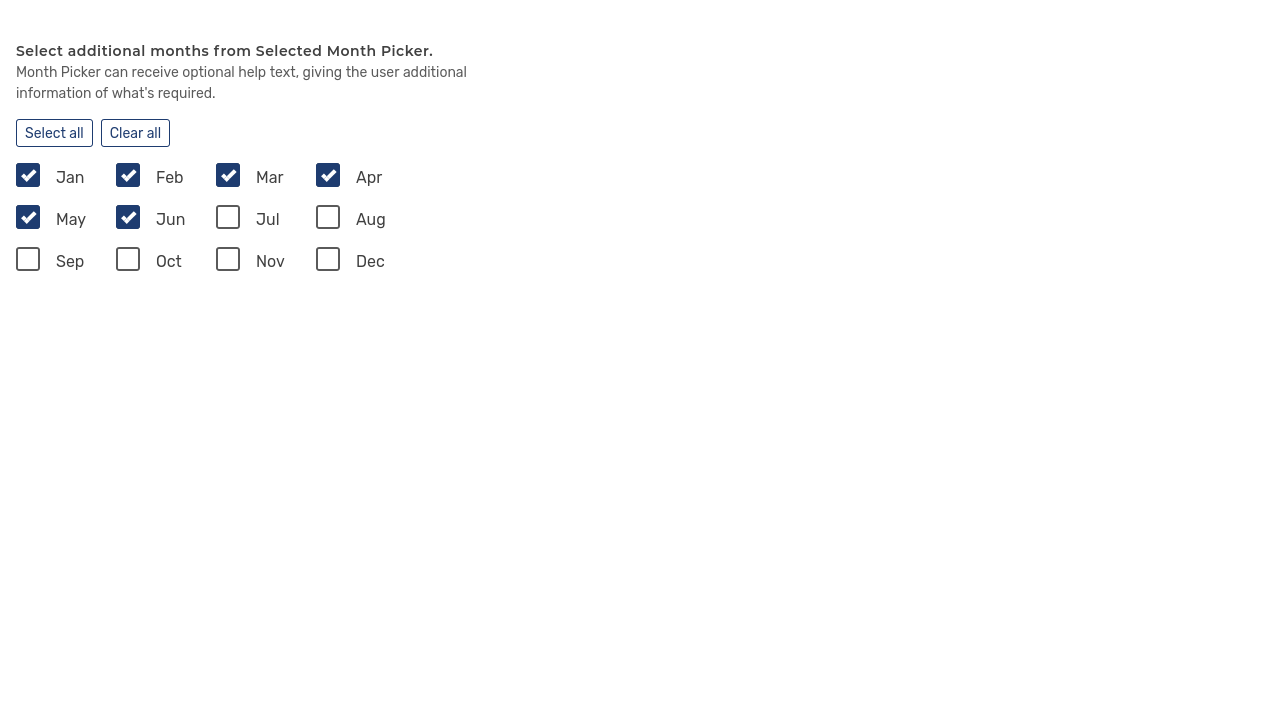 Select additional months from Selected Month Picker.
Month Picker can receive optional help text, giving the user additional
information of what's required.
Select all Clear all
Jan Feb Mar Apr
May Jun Jul Aug
Sep Oct Nov Dec